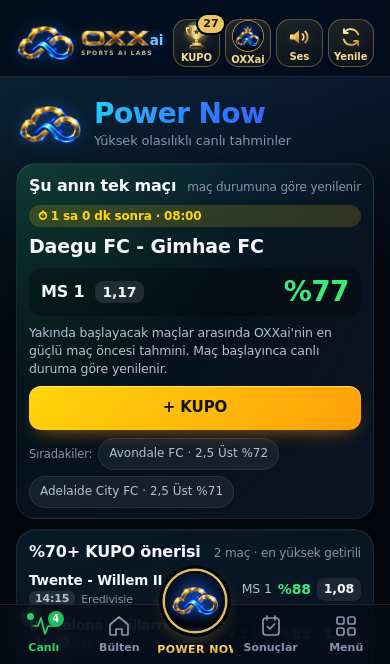 OXX ai
SPORTS AI LABS
27
KUPO
OXXai
Ses
Yenile
Power Now
Yüksek olasılıklı canlı tahminler
Şu anın tek maçı
maç durumuna göre yenilenir
1 sa 0 dk sonra · 08:00
Daegu FC - Gimhae FC
MS 1 1,17 %77
Yakında başlayacak maçlar arasında OXXai'nin en
güçlü maç öncesi tahmini. Maç başlayınca canlı
duruma göre yenilenir.
+ KUPO
Sıradakiler: Avondale FC · 2,5 Üst %72
Adelaide City FC · 2,5 Üst %71
%70+ KUPO önerisi
2 maç · en yüksek getirili
Twente - Willem II
14:15 Eredivisie
MS 1 %88 1,08
4
Canlı
Bülten
POWER NOW
Sonuçlar
Menü